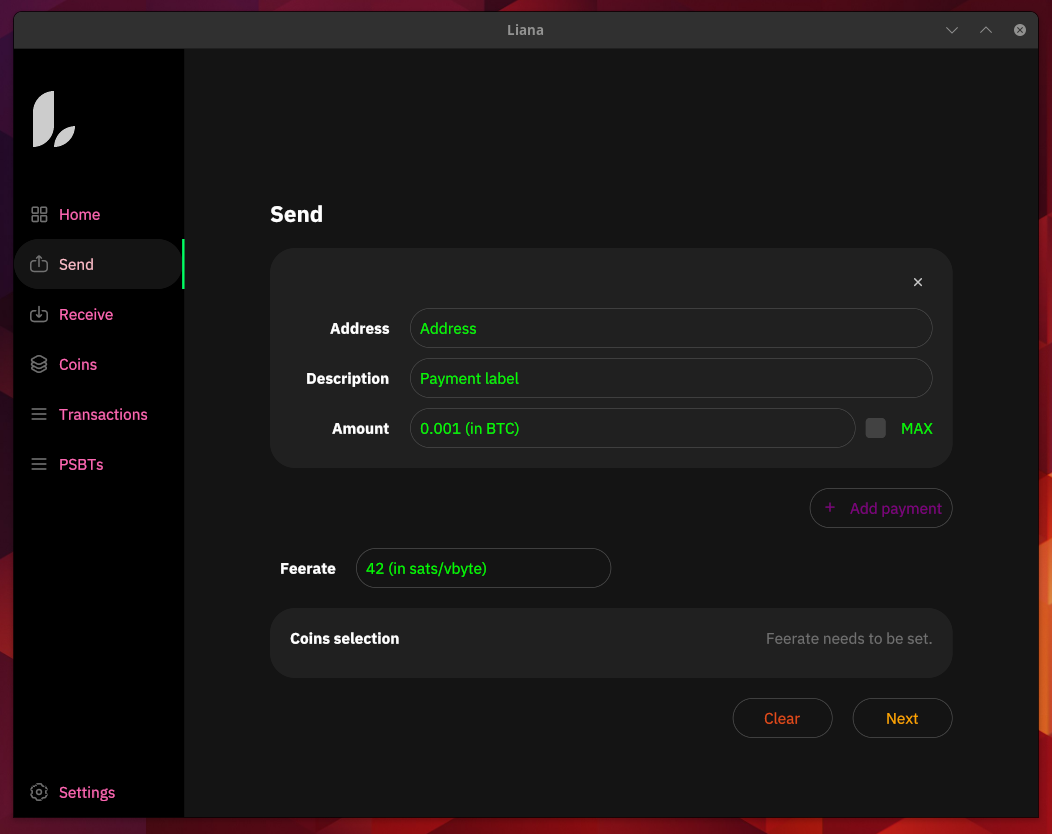 Liana
Home
Send
Receive
Coins
Transactions
PSBTs
Settings
Send
Address Address
Description Payment label
Amount 0.001 (in BTC) MAX
+ Add payment
Feerate 42 (in sats/vbyte)
Coins selection Feerate needs to be set.
Clear Next